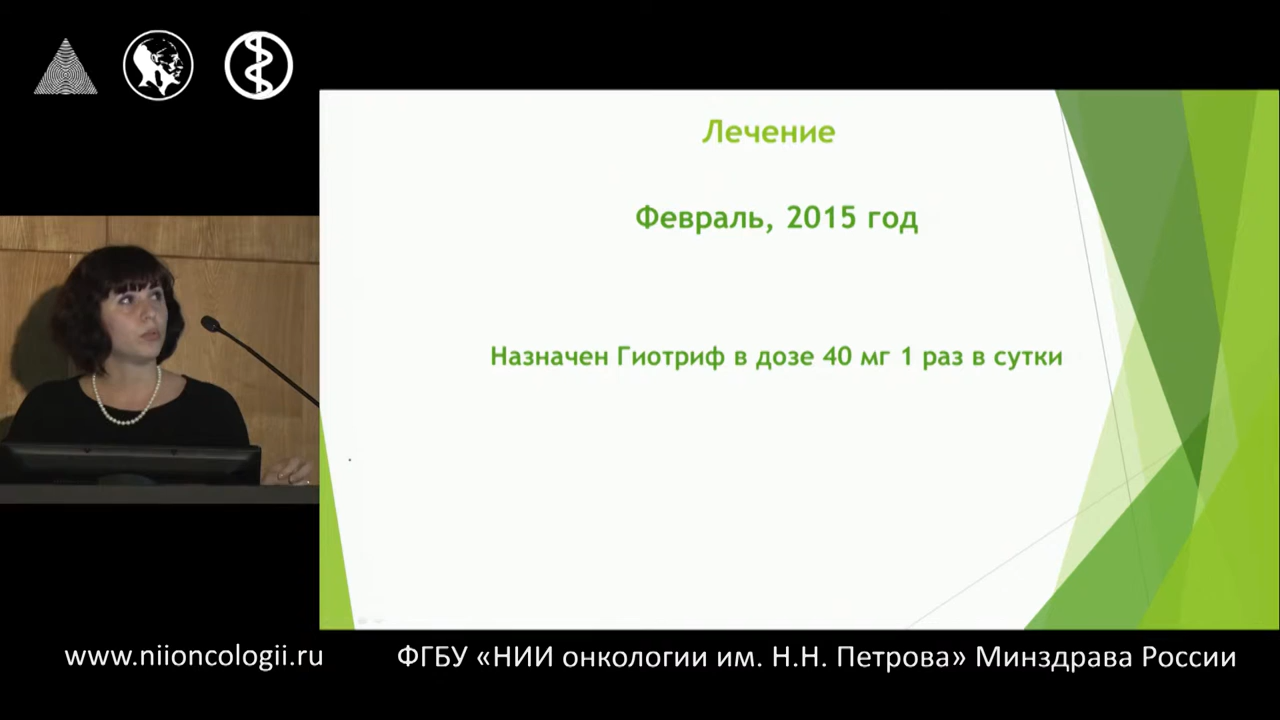 Лечение
Февраль, 2015 год
Назначен Гиотриф в дозе 40 мг 1 раз в сутки
www.niioncologii.ru
ФГБУ «НИИ онкологии им. Н.Н. Петрова» Минздрава России